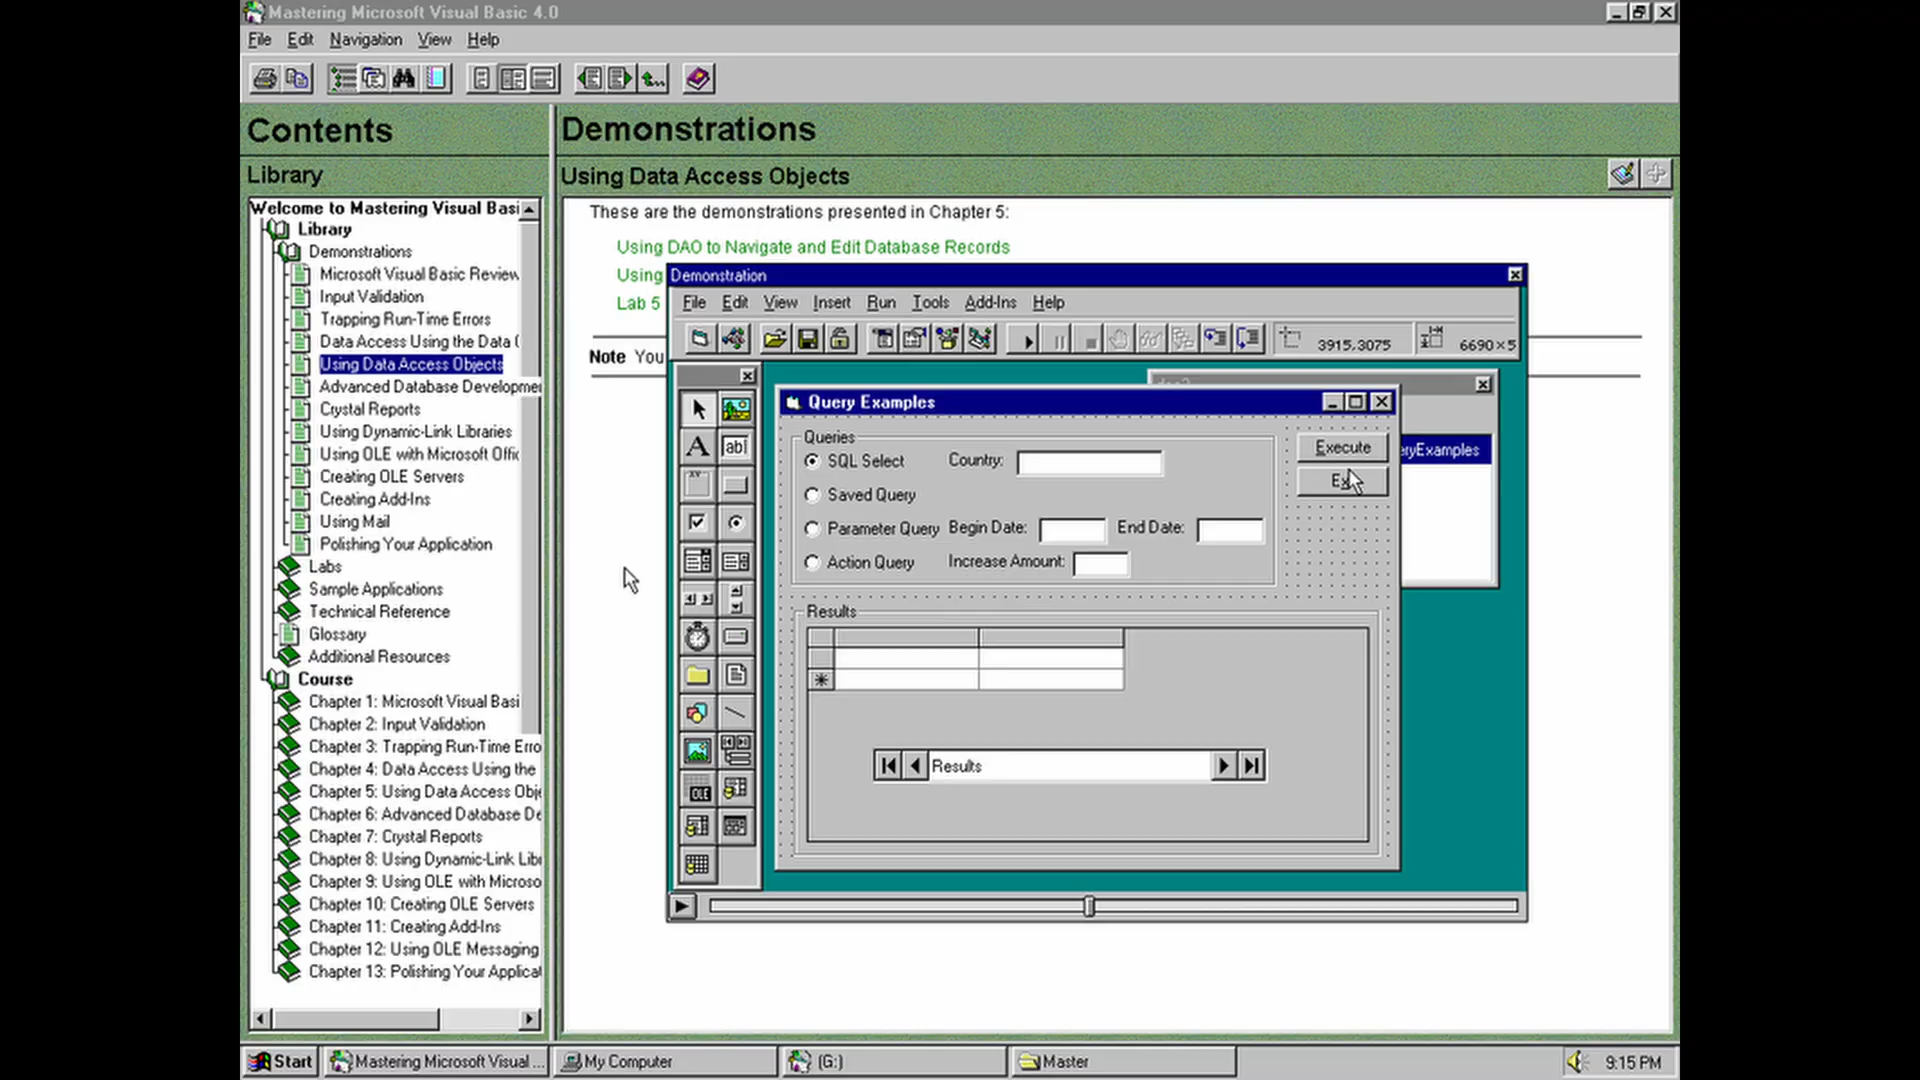 Mastering Microsoft Visual Basic 4.0
File Edit Navigation View Help
Contents
Library
Welcome to Mastering Visual Basi
Library
Demonstrations
Microsoft Visual Basic Review
Input Validation
Trapping Run-Time Errors
Data Access Using the Data C
Using Data Access Objects
Advanced Database Developme
Crystal Reports
Using Dynamic-Link Libraries
Using OLE with Microsoft Offic
Creating OLE Servers
Creating Add-Ins
Using Mail
Polishing Your Application
Labs
Sample Applications
Technical Reference
Glossary
Additional Resources
Course
Chapter 1: Microsoft Visual Basi
Chapter 2: Input Validation
Chapter 3: Trapping Run-Time Erro
Chapter 4: Data Access Using the
Chapter 5: Using Data Access Obje
Chapter 6: Advanced Database De
Chapter 7: Crystal Reports
Chapter 8: Using Dynamic-Link Libr
Chapter 9: Using OLE with Microso
Chapter 10: Creating OLE Servers
Chapter 11: Creating Add-Ins
Chapter 12: Using OLE Messaging
Chapter 13: Polishing Your Applicat
Demonstrations
Using Data Access Objects
These are the demonstrations presented in Chapter 5:
Using DAO to Navigate and Edit Database Records
Using
Lab 5
Note You
Demonstration
File Edit View Insert Run Tools Add-Ins Help
3915,3075
6690×5
A
ab
XY
OLE
Query Examples
Queries
SQL Select Country:
Saved Query
Parameter Query Begin Date: End Date:
Action Query Increase Amount:
Execute
Ex
ryExamples
Results
Results
Start
Mastering Microsoft Visual ...
My Computer
(G:)
Master
9:15 PM